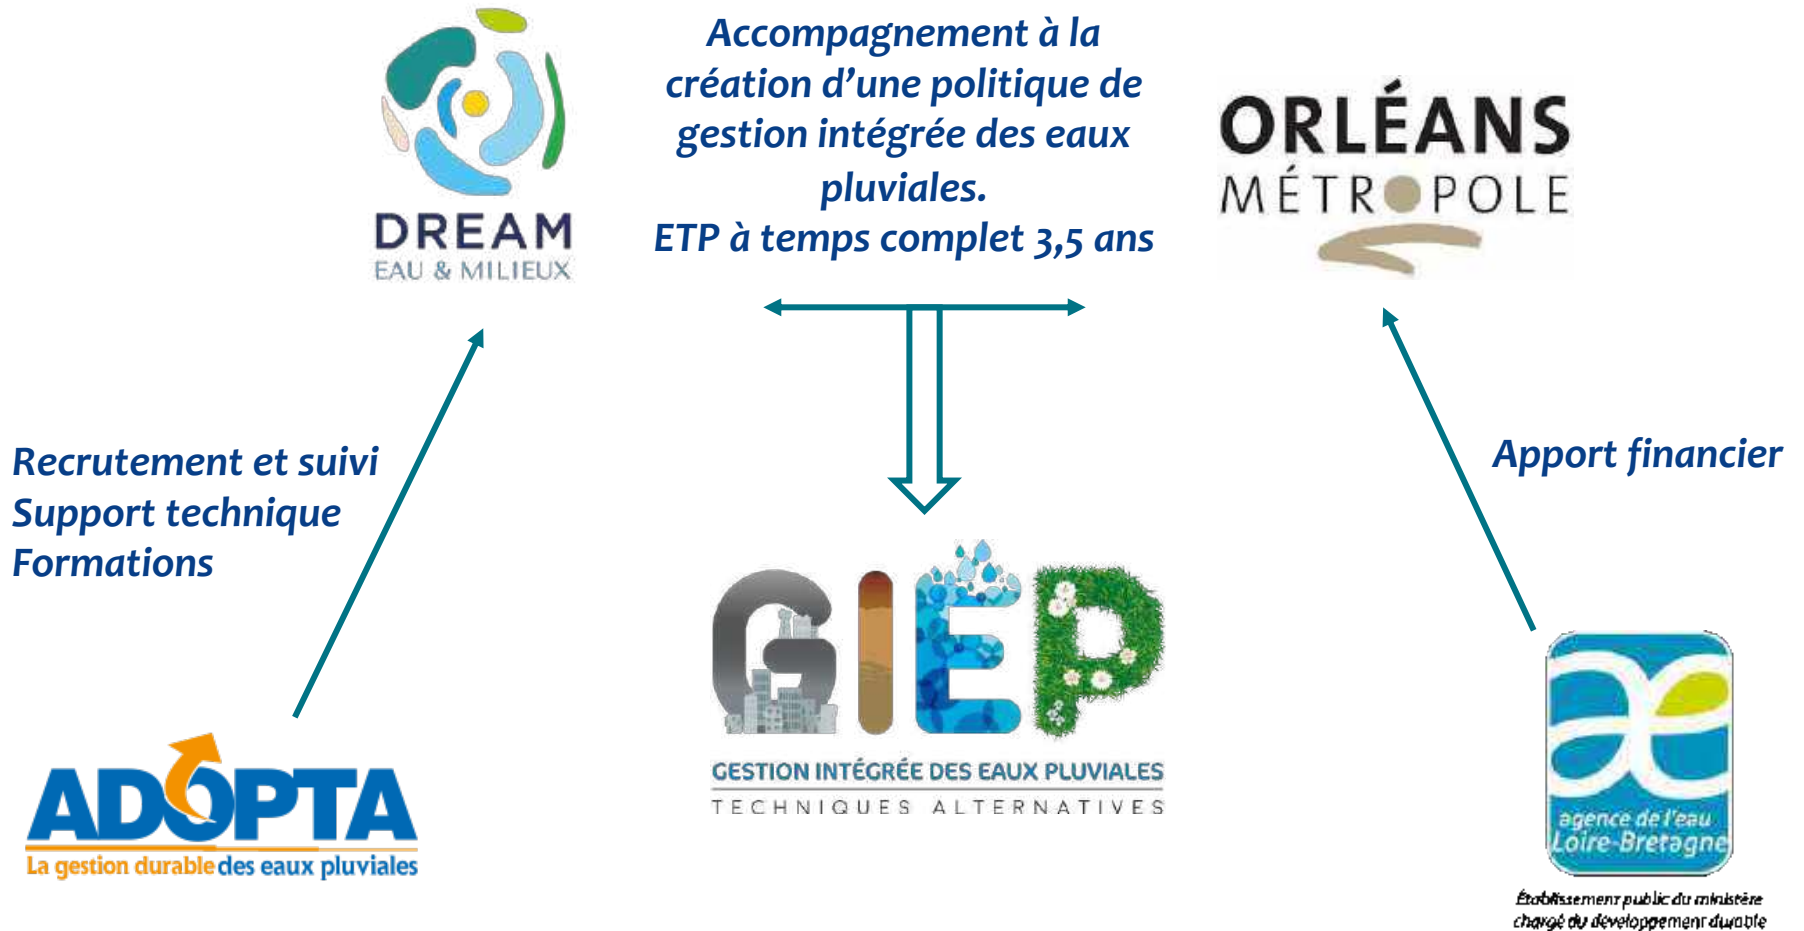 DREAM
EAU & MILIEUX
Accompagnement à la
création d'une politique de
gestion intégrée des eaux
pluviales.
ETP à temps complet 3,5 ans
ORLÉANS
MÉTROPOLE
Recrutement et suivi
Support technique
Formations
Apport financier
GIEP
GESTION INTÉGRÉE DES EAUX PLUVIALES
TECHNIQUES ALTERNATIVES
ADOPTA
La gestion durable des eaux pluviales
æ
agence de l'eau
Loire-Bretagne
Établissement public du ministère
chargé du développement durable